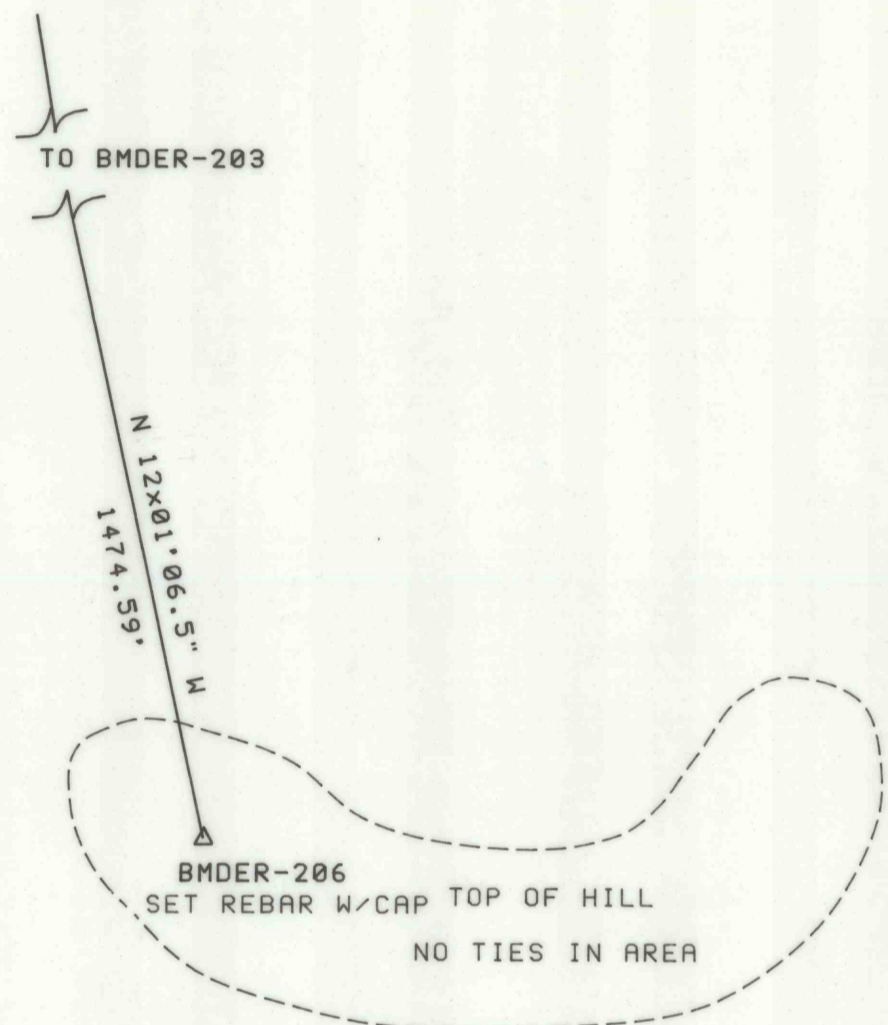 TO BMDER-203
N 12x01'06.5" W
1474.59'
BMDER-206
SET REBAR W/CAP
TOP OF HILL
NO TIES IN AREA